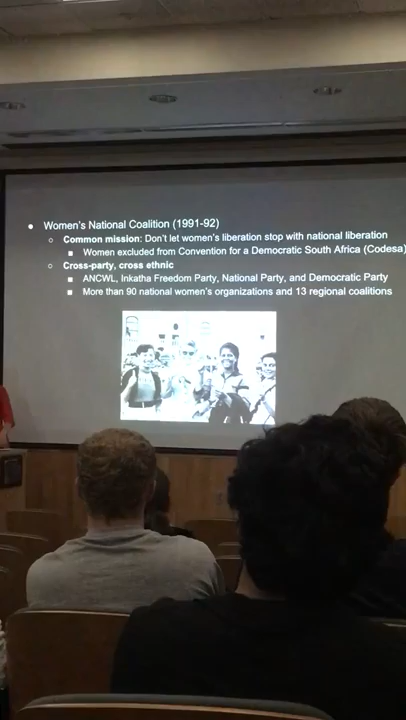 ● Women's National Coalition (1991-92)
○ Common mission: Don't let women's liberation stop with national liberation
■ Women excluded from Convention for a Democratic South Africa (Codesa)
○ Cross-party, cross ethnic
■ ANCWL, Inkatha Freedom Party, National Party, and Democratic Party
■ More than 90 national women's organizations and 13 regional coalitions